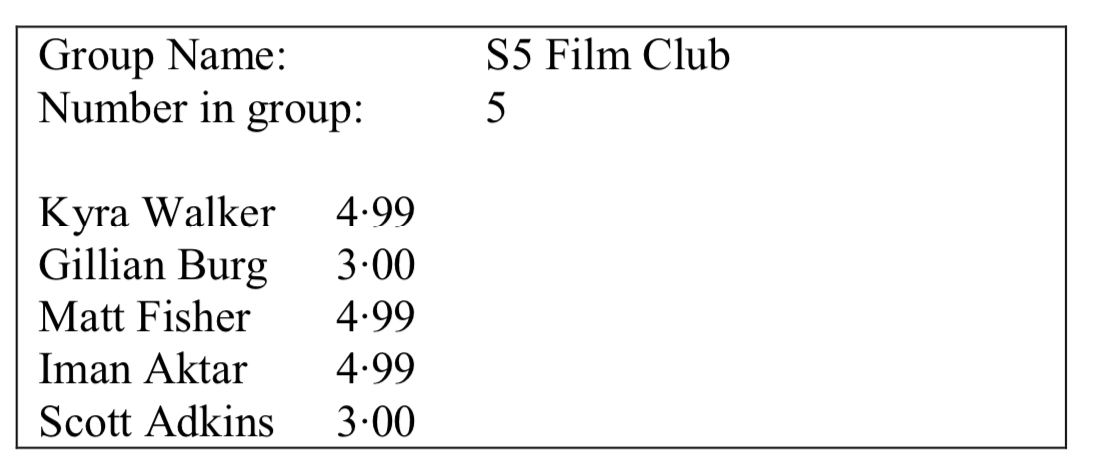 Group Name: S5 Film Club
Number in group: 5
Kyra Walker 4·99
Gillian Burg 3·00
Matt Fisher 4·99
Iman Aktar 4·99
Scott Adkins 3·00